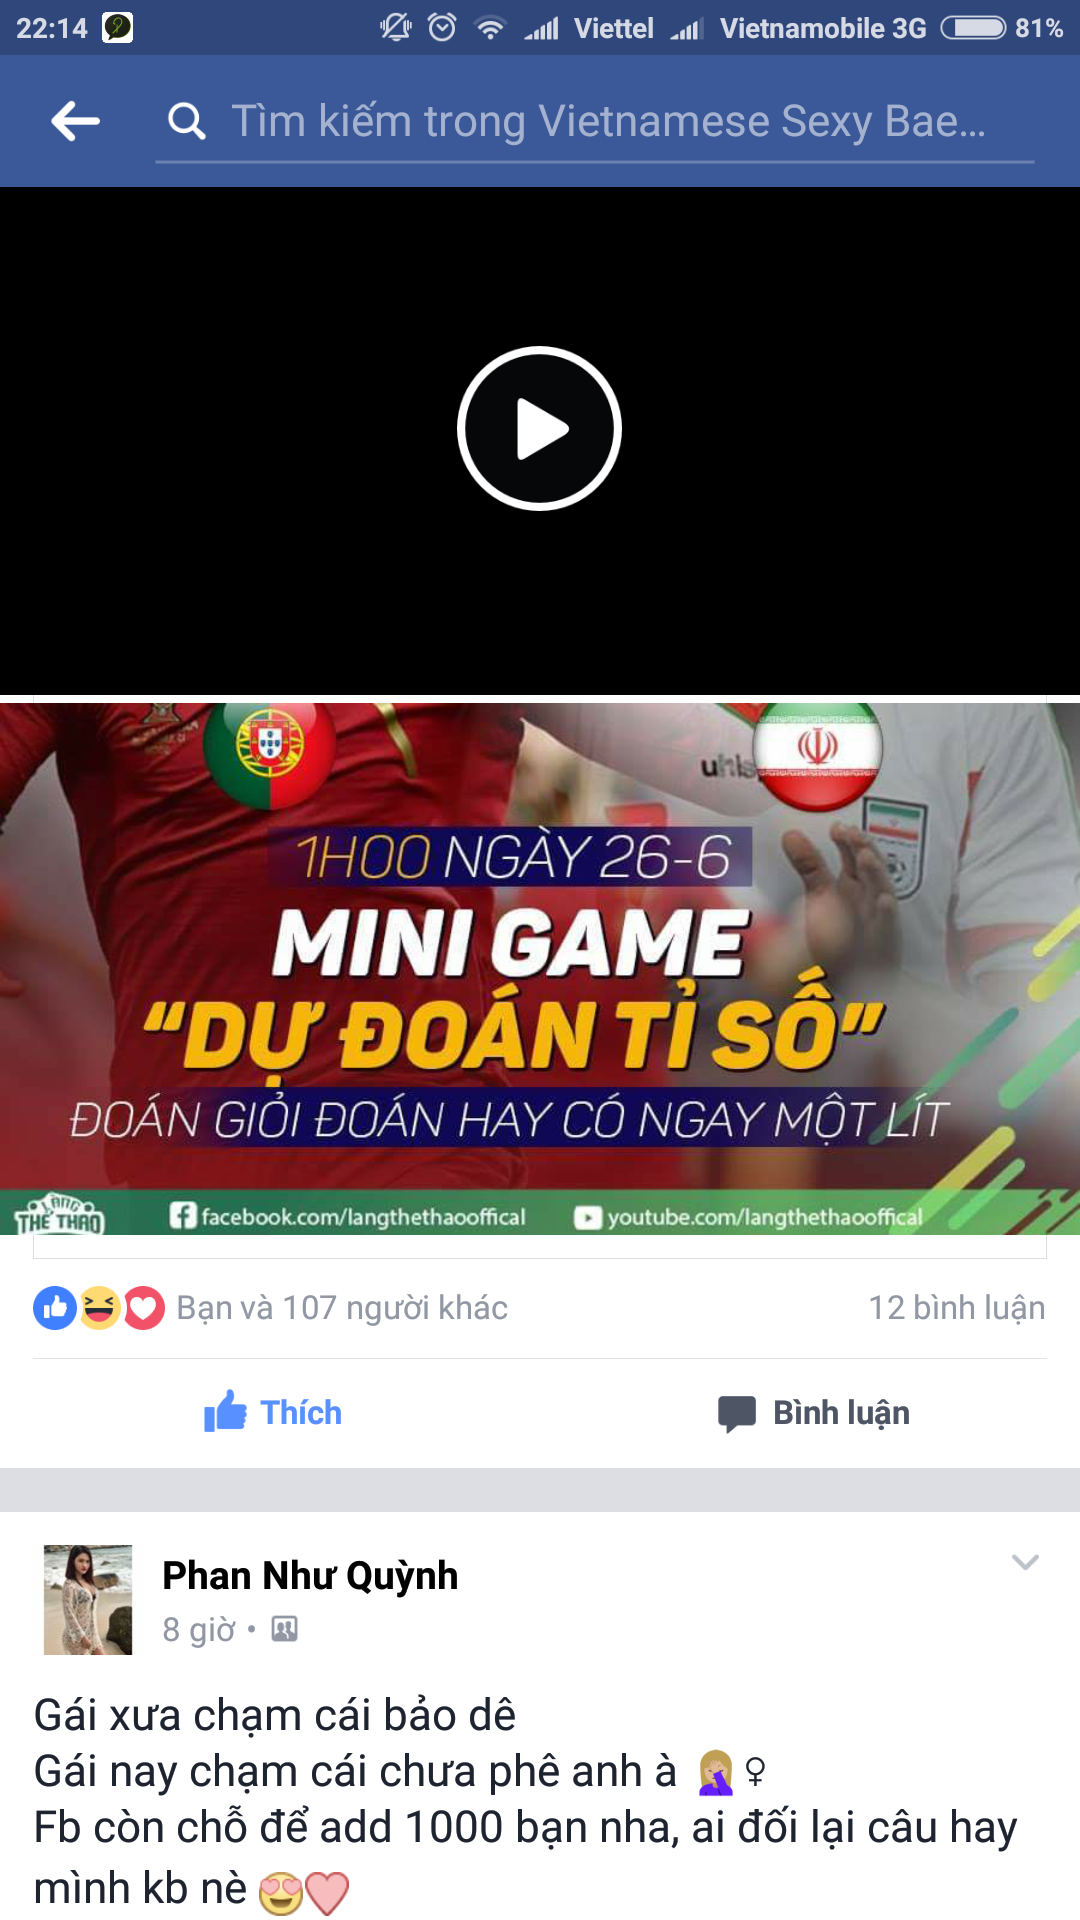 22:14 Viettel Vietnamobile 3G 81%
Tìm kiếm trong Vietnamese Sexy Bae...
1H00 NGÀY 26-6
MINI GAME
"DỰ ĐOÁN TỈ SỐ"
ĐOÁN GIỎI ĐOÁN HAY CÓ NGAY MỘT LÍT
LÀNG
THỂ THAO
facebook.com/langthethaooffical
youtube.com/langthethaooffical
Bạn và 107 người khác
12 bình luận
Thích
Bình luận
Phan Như Quỳnh
8 giờ •
Gái xưa chạm cái bảo dê
Gái nay chạm cái chưa phê anh à 🤦🏼♀
Fb còn chỗ để add 1000 bạn nha, ai đối lại câu hay
mình kb nè 😍❤